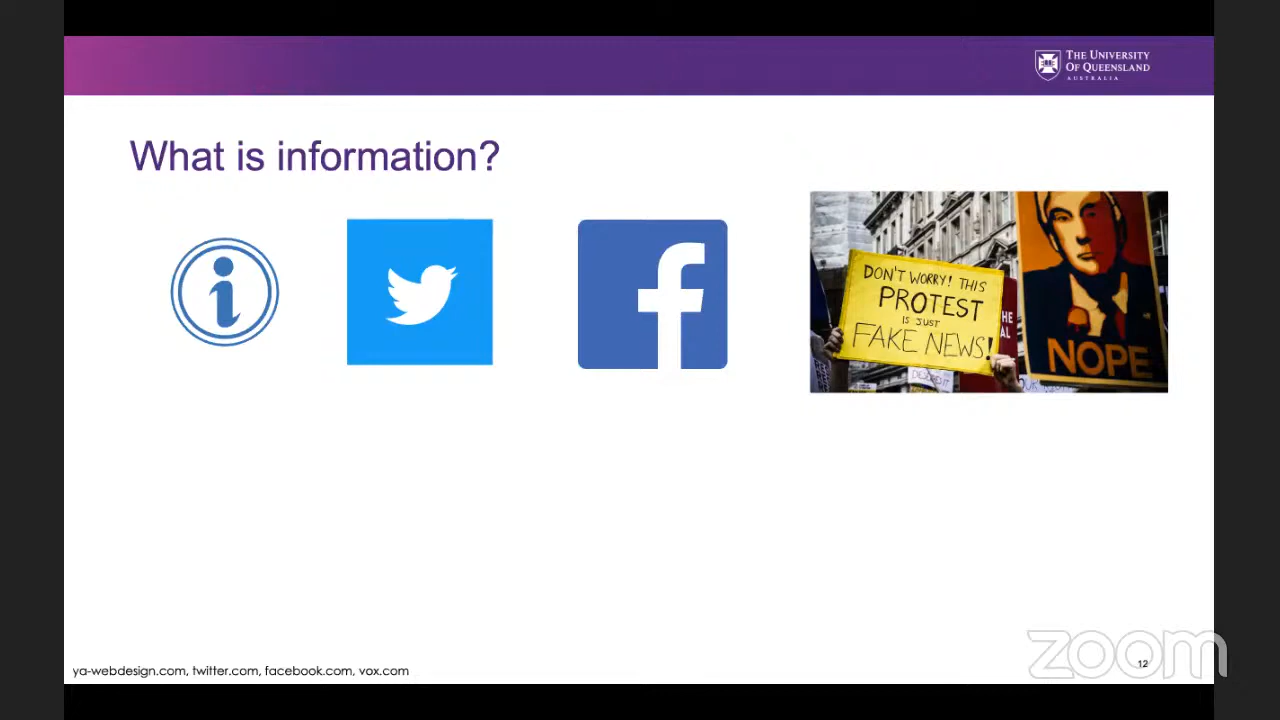 THE UNIVERSITY
OF QUEENSLAND
AUSTRALIA
What is information?
DON'T WORRY! THIS
PROTEST
IS JUST
FAKE NEWS!
NOPE
ya-webdesign.com, twitter.com, facebook.com, vox.com
12
zoom